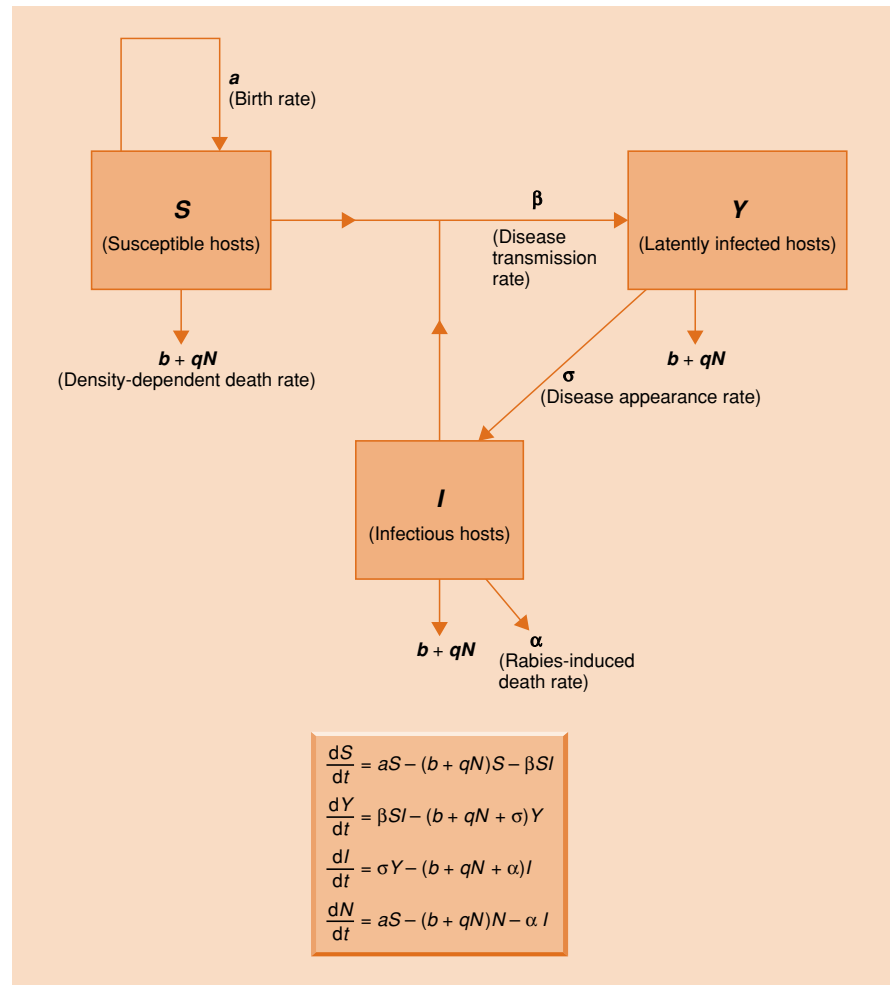 a
(Birth rate)
S
(Susceptible hosts)
β
(Disease
transmission
rate)
Y
(Latently infected hosts)
b + qN
(Density-dependent death rate)
b + qN
σ
(Disease appearance rate)
I
(Infectious hosts)
b + qN
α
(Rabies-induced
death rate)
dS/dt = aS – (b + qN)S – βSI
dY/dt = βSI – (b + qN + σ)Y
dI/dt = σY – (b + qN + α)I
dN/dt = aS – (b + qN)N – α I